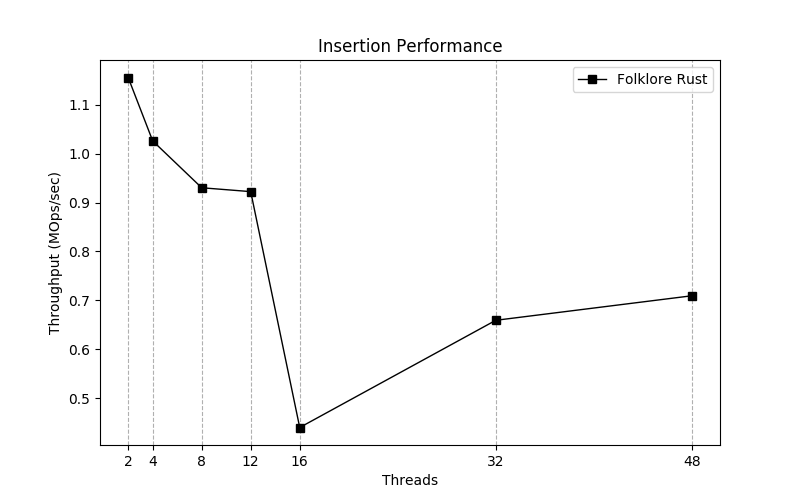 Insertion Performance
Folklore Rust
Throughput (MOps/sec)
1.1
1.0
0.9
0.8
0.7
0.6
0.5
2 4 8 12 16 32 48
Threads